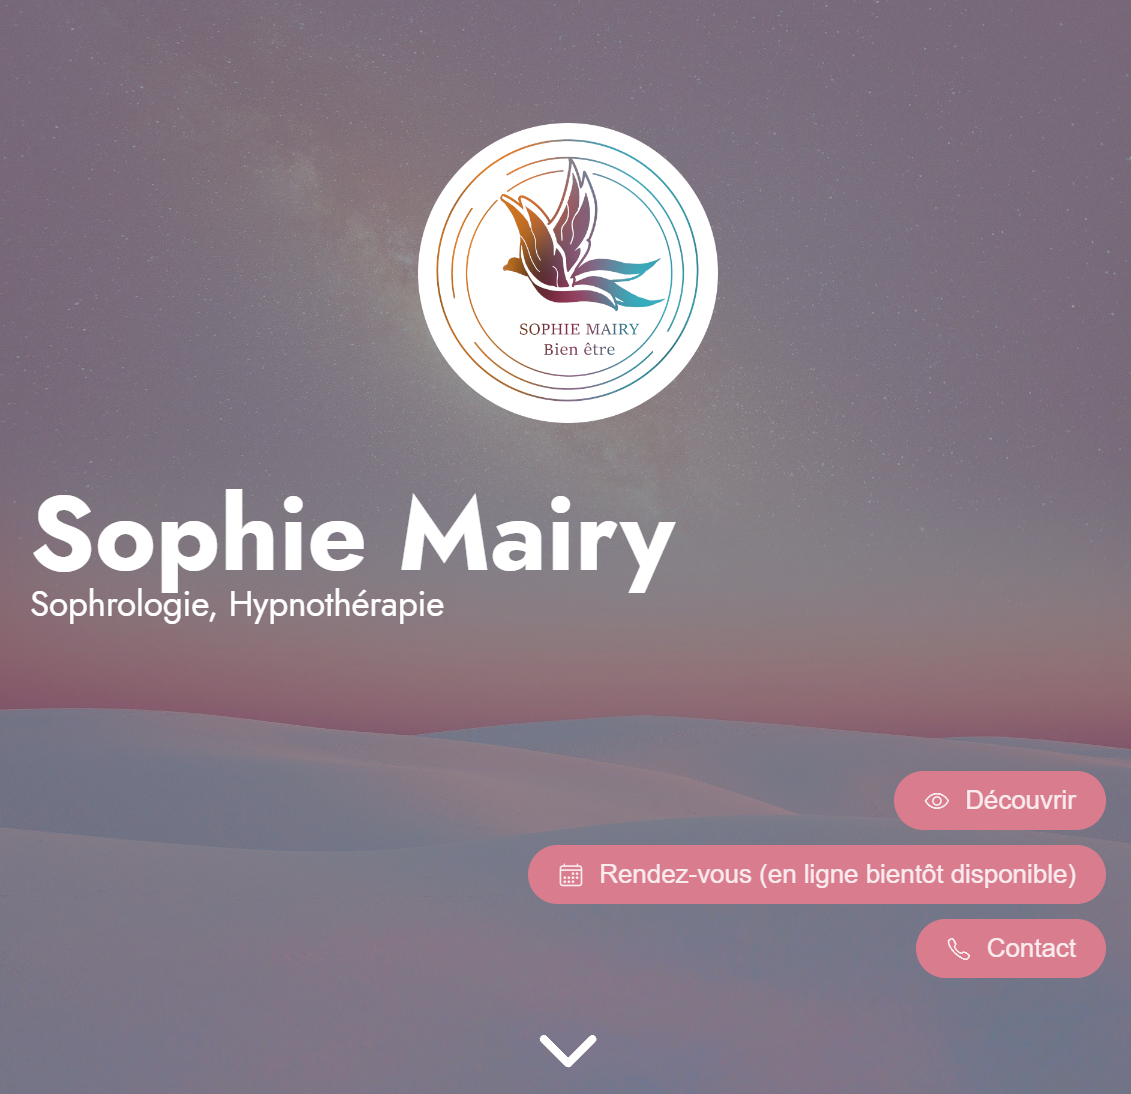 SOPHIE MAIRY
Bien être
Sophie Mairy
Sophrologie, Hypnothérapie
Découvrir
Rendez-vous (en ligne bientôt disponible)
Contact